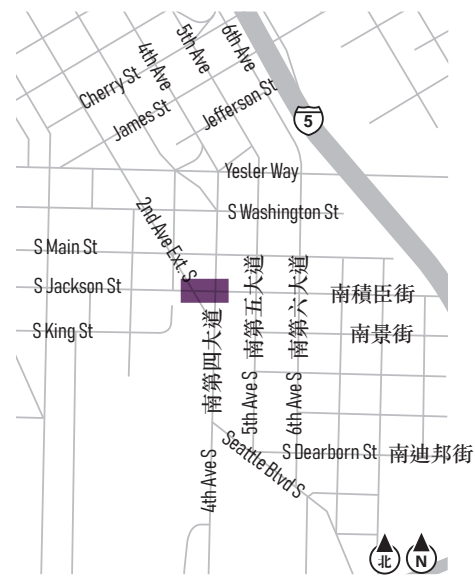 4th Ave
5th Ave
6th Ave
Cherry St
James St
Jefferson St
5
Yesler Way
2nd Ave Ext. S
S Washington St
S Main St
S Jackson St
南積臣街
S King St
南景街
南第四大道
南第五大道
南第六大道
5th Ave S
6th Ave S
4th Ave S
Seattle Blvd S
S Dearborn St
南迪邦街
北
N